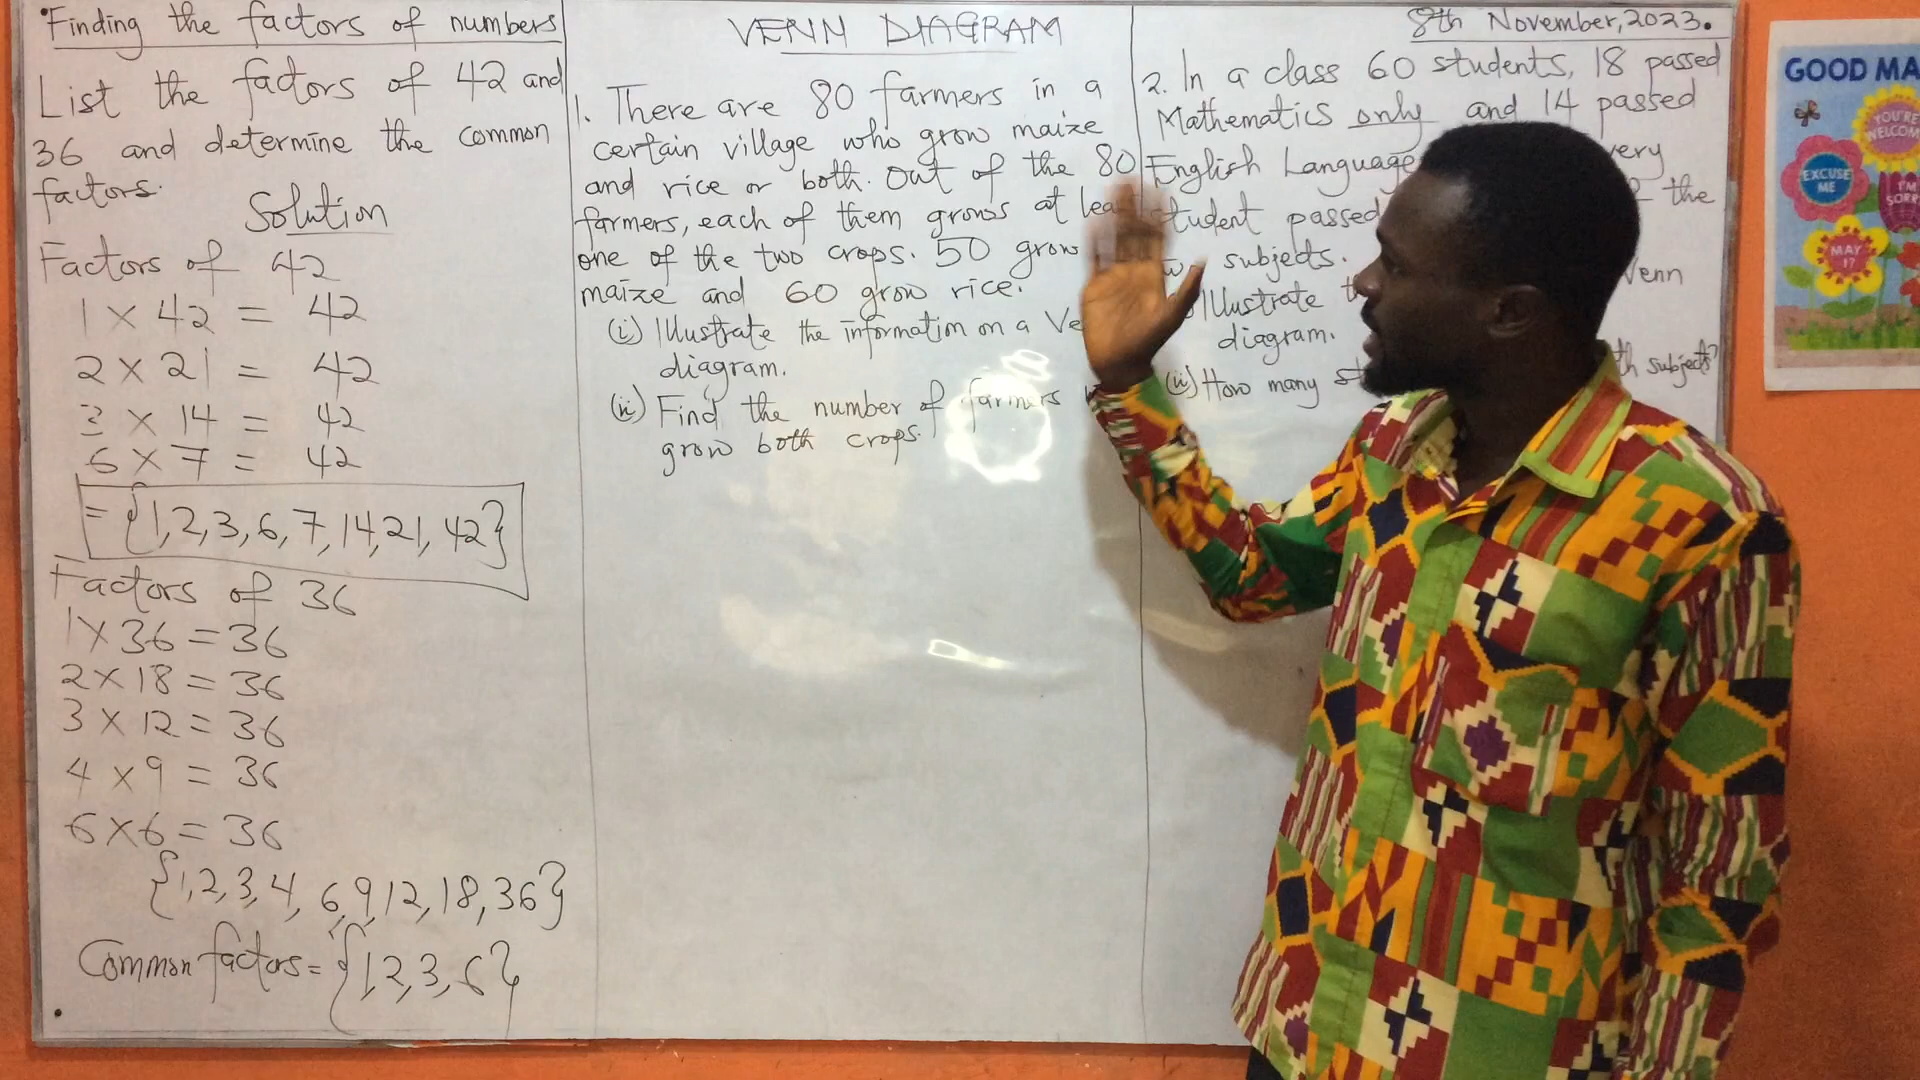 Finding the factors of numbers
List the factors of 42 and
36 and determine the common
factors.
Solution
Factors of 42
1 × 42 = 42
2 × 21 = 42
3 × 14 = 42
6 × 7 = 42
= {1,2,3,6,7,14,21,42}
Factors of 36
1 × 36 = 36
2 × 18 = 36
3 × 12 = 36
4 × 9 = 36
6 × 6 = 36
{1,2,3,4,6,9,12,18,36}
Common factors = {1,2,3,6}
VENN DIAGRAM
1. There are 80 farmers in a
certain village who grow maize
and rice or both. Out of the 80
farmers, each of them grows at
one of the two crops. 50 grow
maize and 60 grow rice.
(i) Illustrate the information on a
diagram.
(ii) Find the number of farmers
grow both crops.
8th November, 2023.
2. In a class 60 students, 18 passed
Mathematics only and 14 passed
English Language
student passed the
subjects.
Illustrate Venn
diagram.
(ii) How many subjects?
GOOD
YOU'RE
WELCOME
EXCUSE
ME
I'M
SORRY
MAY
I?